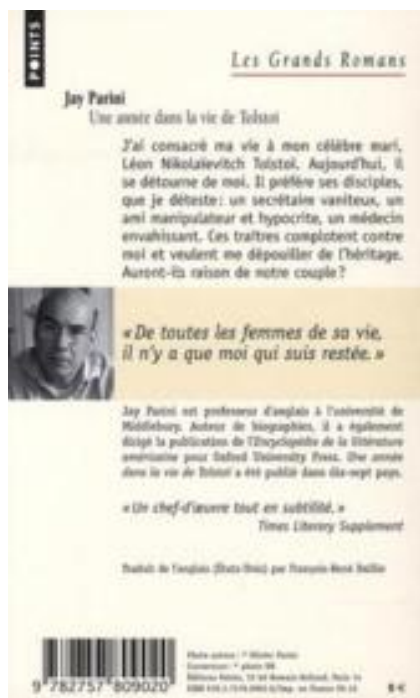 POINTS
Les Grands Romans
Jay Parini
Une année dans la vie de Tolstoï
J'ai consacré ma vie à mon célèbre mari,
Léon Nikolaïevitch Tolstoï. Aujourd'hui, il
se détourne de moi. Il préfère ses disciples,
que je déteste : un secrétaire vaniteux, un
ami manipulateur et hypocrite, un médecin
envahissant. Ces traîtres complotent contre
moi et veulent me dépouiller de l'héritage.
Auront-ils raison de notre couple ?
« De toutes les femmes de sa vie,
il n'y a que moi qui suis restée. »
Jay Parini est professeur d'anglais à l'université de
Middlebury. Auteur de biographies, il a également
dirigé la publication de l'Encyclopédie de la littérature
américaine pour Oxford University Press. Une année
dans la vie de Tolstoï a été publié dans dix-sept pays.
« Un chef-d'œuvre tout en subtilité. »
Times Literary Supplement
Traduit de l'anglais (États-Unis) par François
9 782757 809020